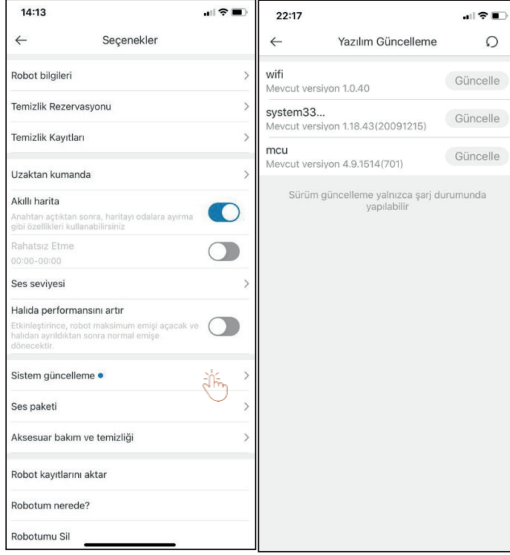 14:13
Seçenekler
Robot bilgileri
Temizlik Rezervasyonu
Temizlik Kayıtları
Uzaktan kumanda
Akıllı harita
Anahtarı açtıktan sonra, haritayı odalara ayırma
gibi özellikleri kullanabilirsiniz
Rahatsız Etme
00:00-00:00
Ses seviyesi
Halıda performansını artır
Etkinleştirince, robot maksimum emişi açacak ve
halıdan ayrıldıktan sonra normal emişe
dönecektir.
Sistem güncelleme
Ses paketi
Aksesuar bakım ve temizliği
Robot kayıtlarını aktar
Robotum nerede?
Robotumu Sil
22:17
Yazılım Güncelleme
wifi
Mevcut versiyon 1.0.40
Güncelle
system33...
Mevcut versiyon 1.18.43(20091215)
Güncelle
mcu
Mevcut versiyon 4.9.1514(701)
Güncelle
Sürüm güncelleme yalnızca şarj durumunda
yapılabilir